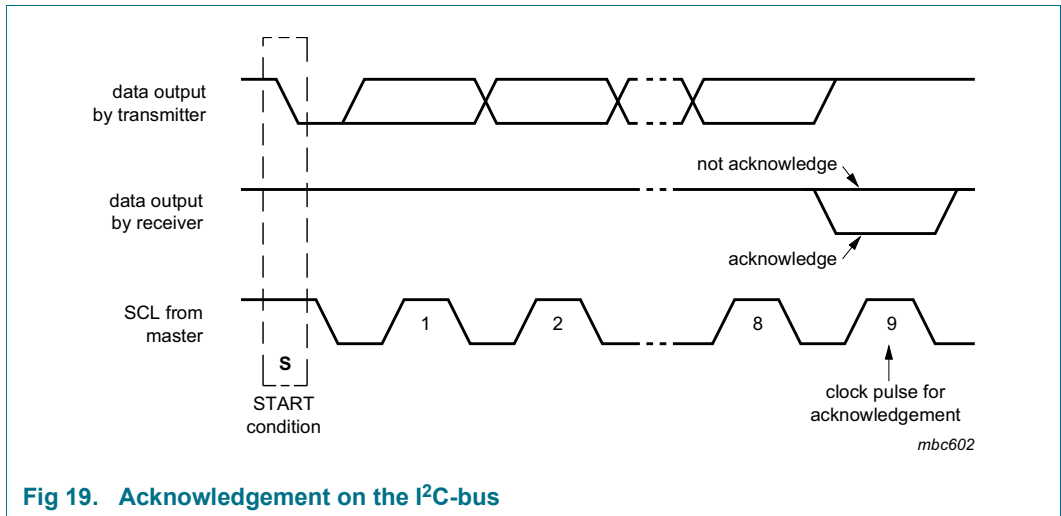 data output
by transmitter
not acknowledge
data output
by receiver
acknowledge
SCL from
master
1
2
8
9
S
START
condition
clock pulse for
acknowledgement
mbc602
Fig 19. Acknowledgement on the I²C-bus